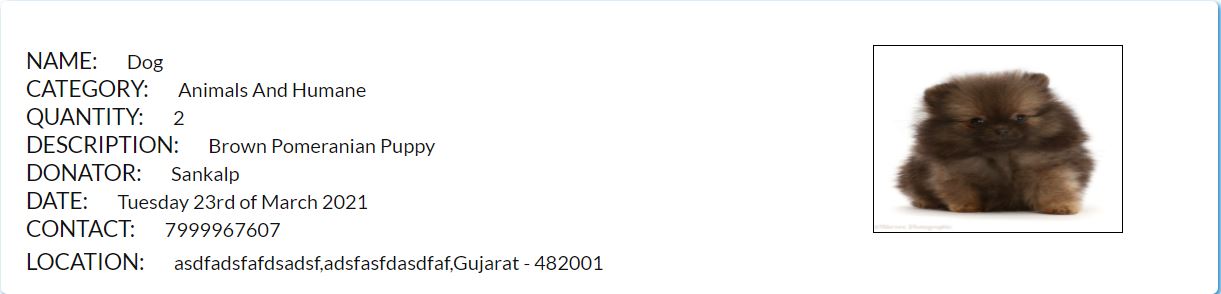 NAME: Dog
CATEGORY: Animals And Humane
QUANTITY: 2
DESCRIPTION: Brown Pomeranian Puppy
DONATOR: Sankalp
DATE: Tuesday 23rd of March 2021
CONTACT: 7999967607
LOCATION: asdfadsfafdsadsf,adsfasfdasdfaf,Gujarat - 482001